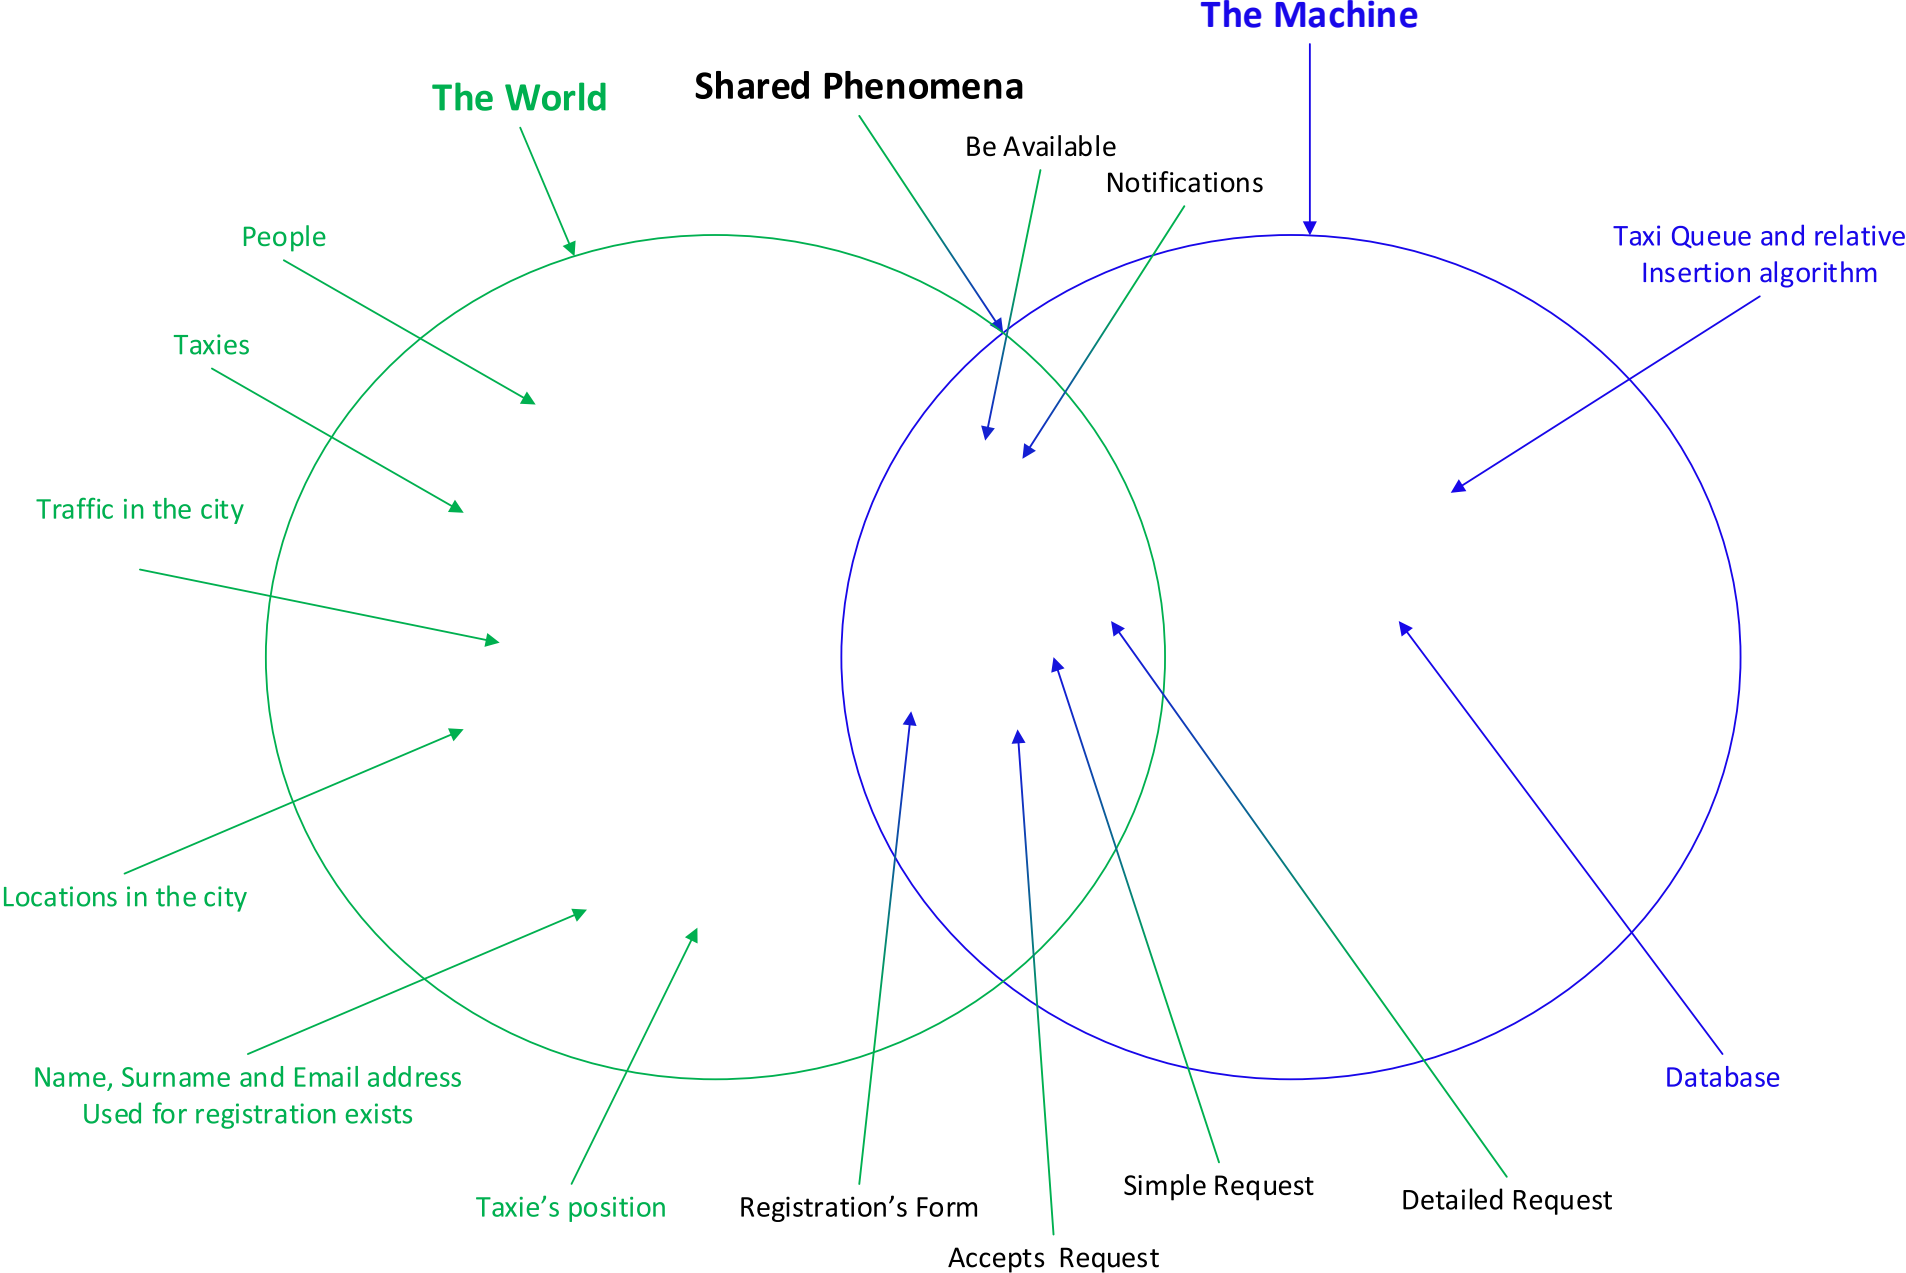 The Machine
The World
Shared Phenomena
Be Available
Notifications
People
Taxi Queue and relative
Insertion algorithm
Taxies
Traffic in the city
Locations in the city
Name, Surname and Email address
Used for registration exists
Database
Taxie’s position
Registration’s Form
Simple Request
Detailed Request
Accepts  Request